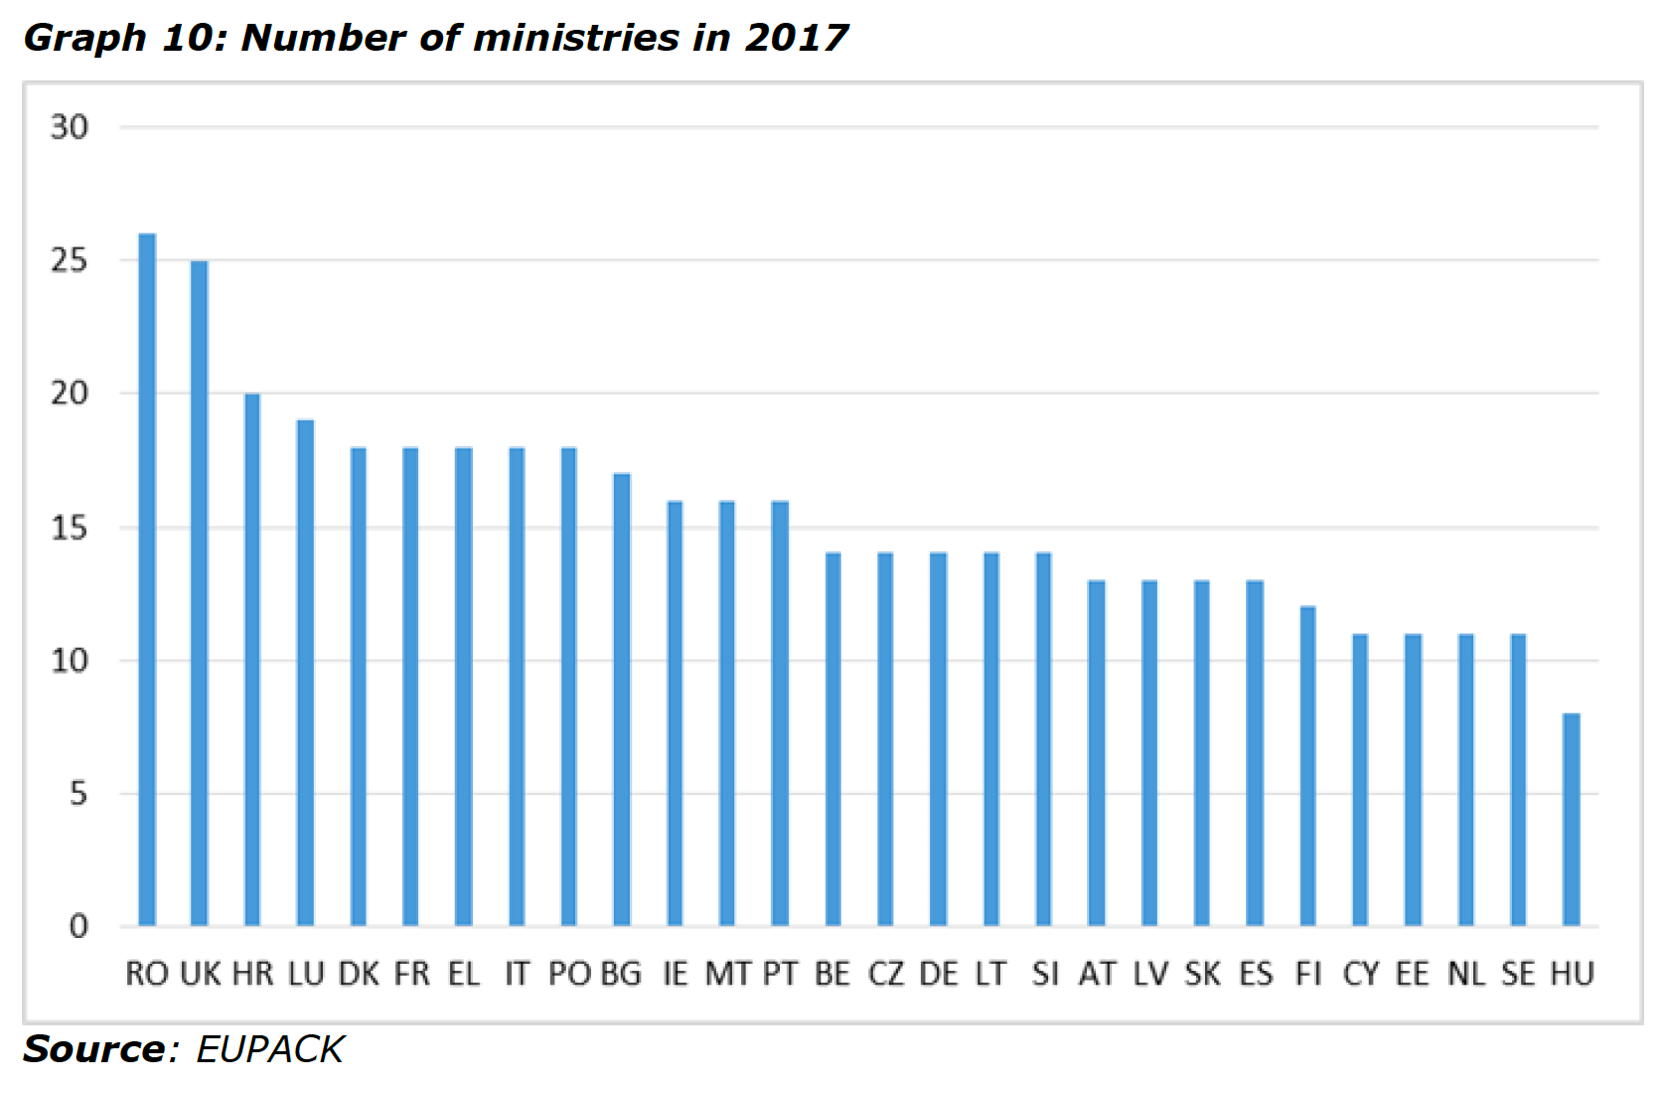 Graph 10: Number of ministries in 2017
30
25
20
15
10
5
0
RO UK HR LU DK FR EL IT PO BG IE MT PT BE CZ DE LT SI AT LV SK ES FI CY EE NL SE HU
Source: EUPACK